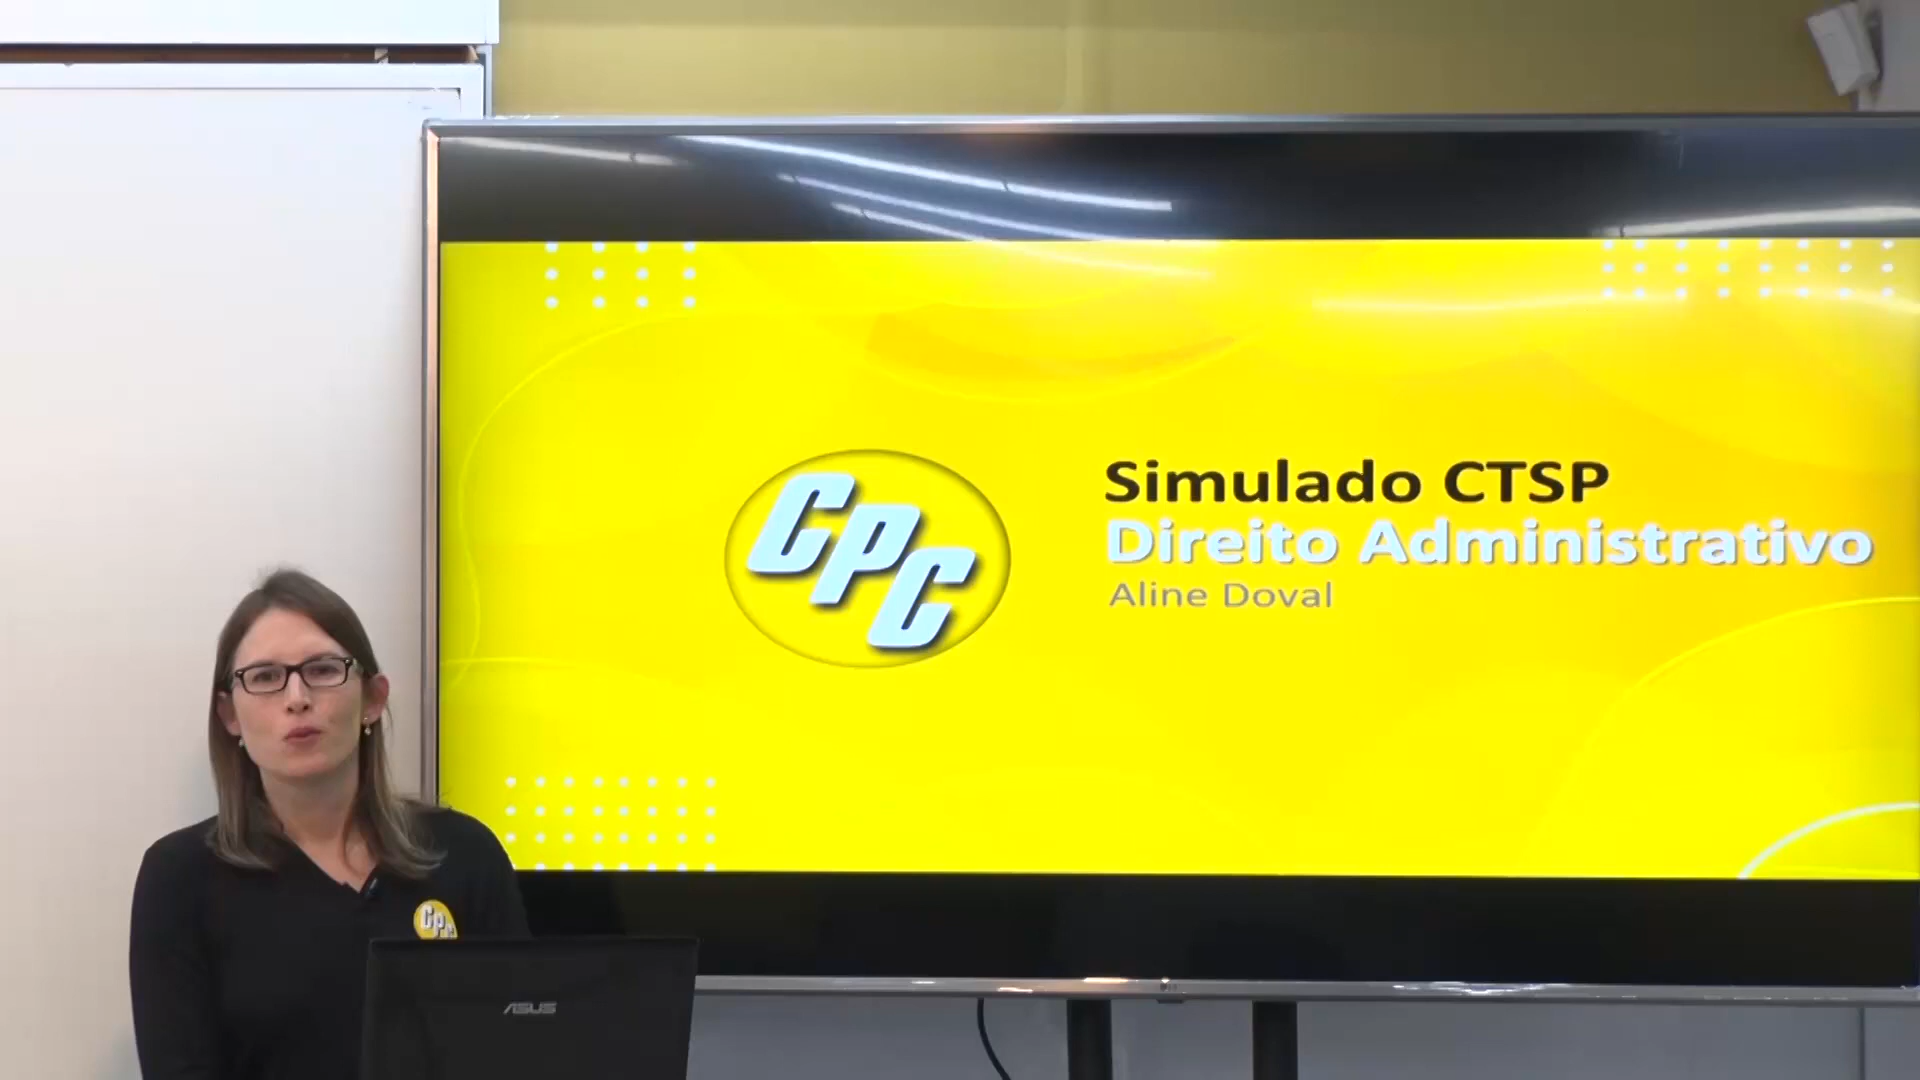 CPC
Simulado CTSP
Direito Administrativo
Aline Doval
CPC
ASUS